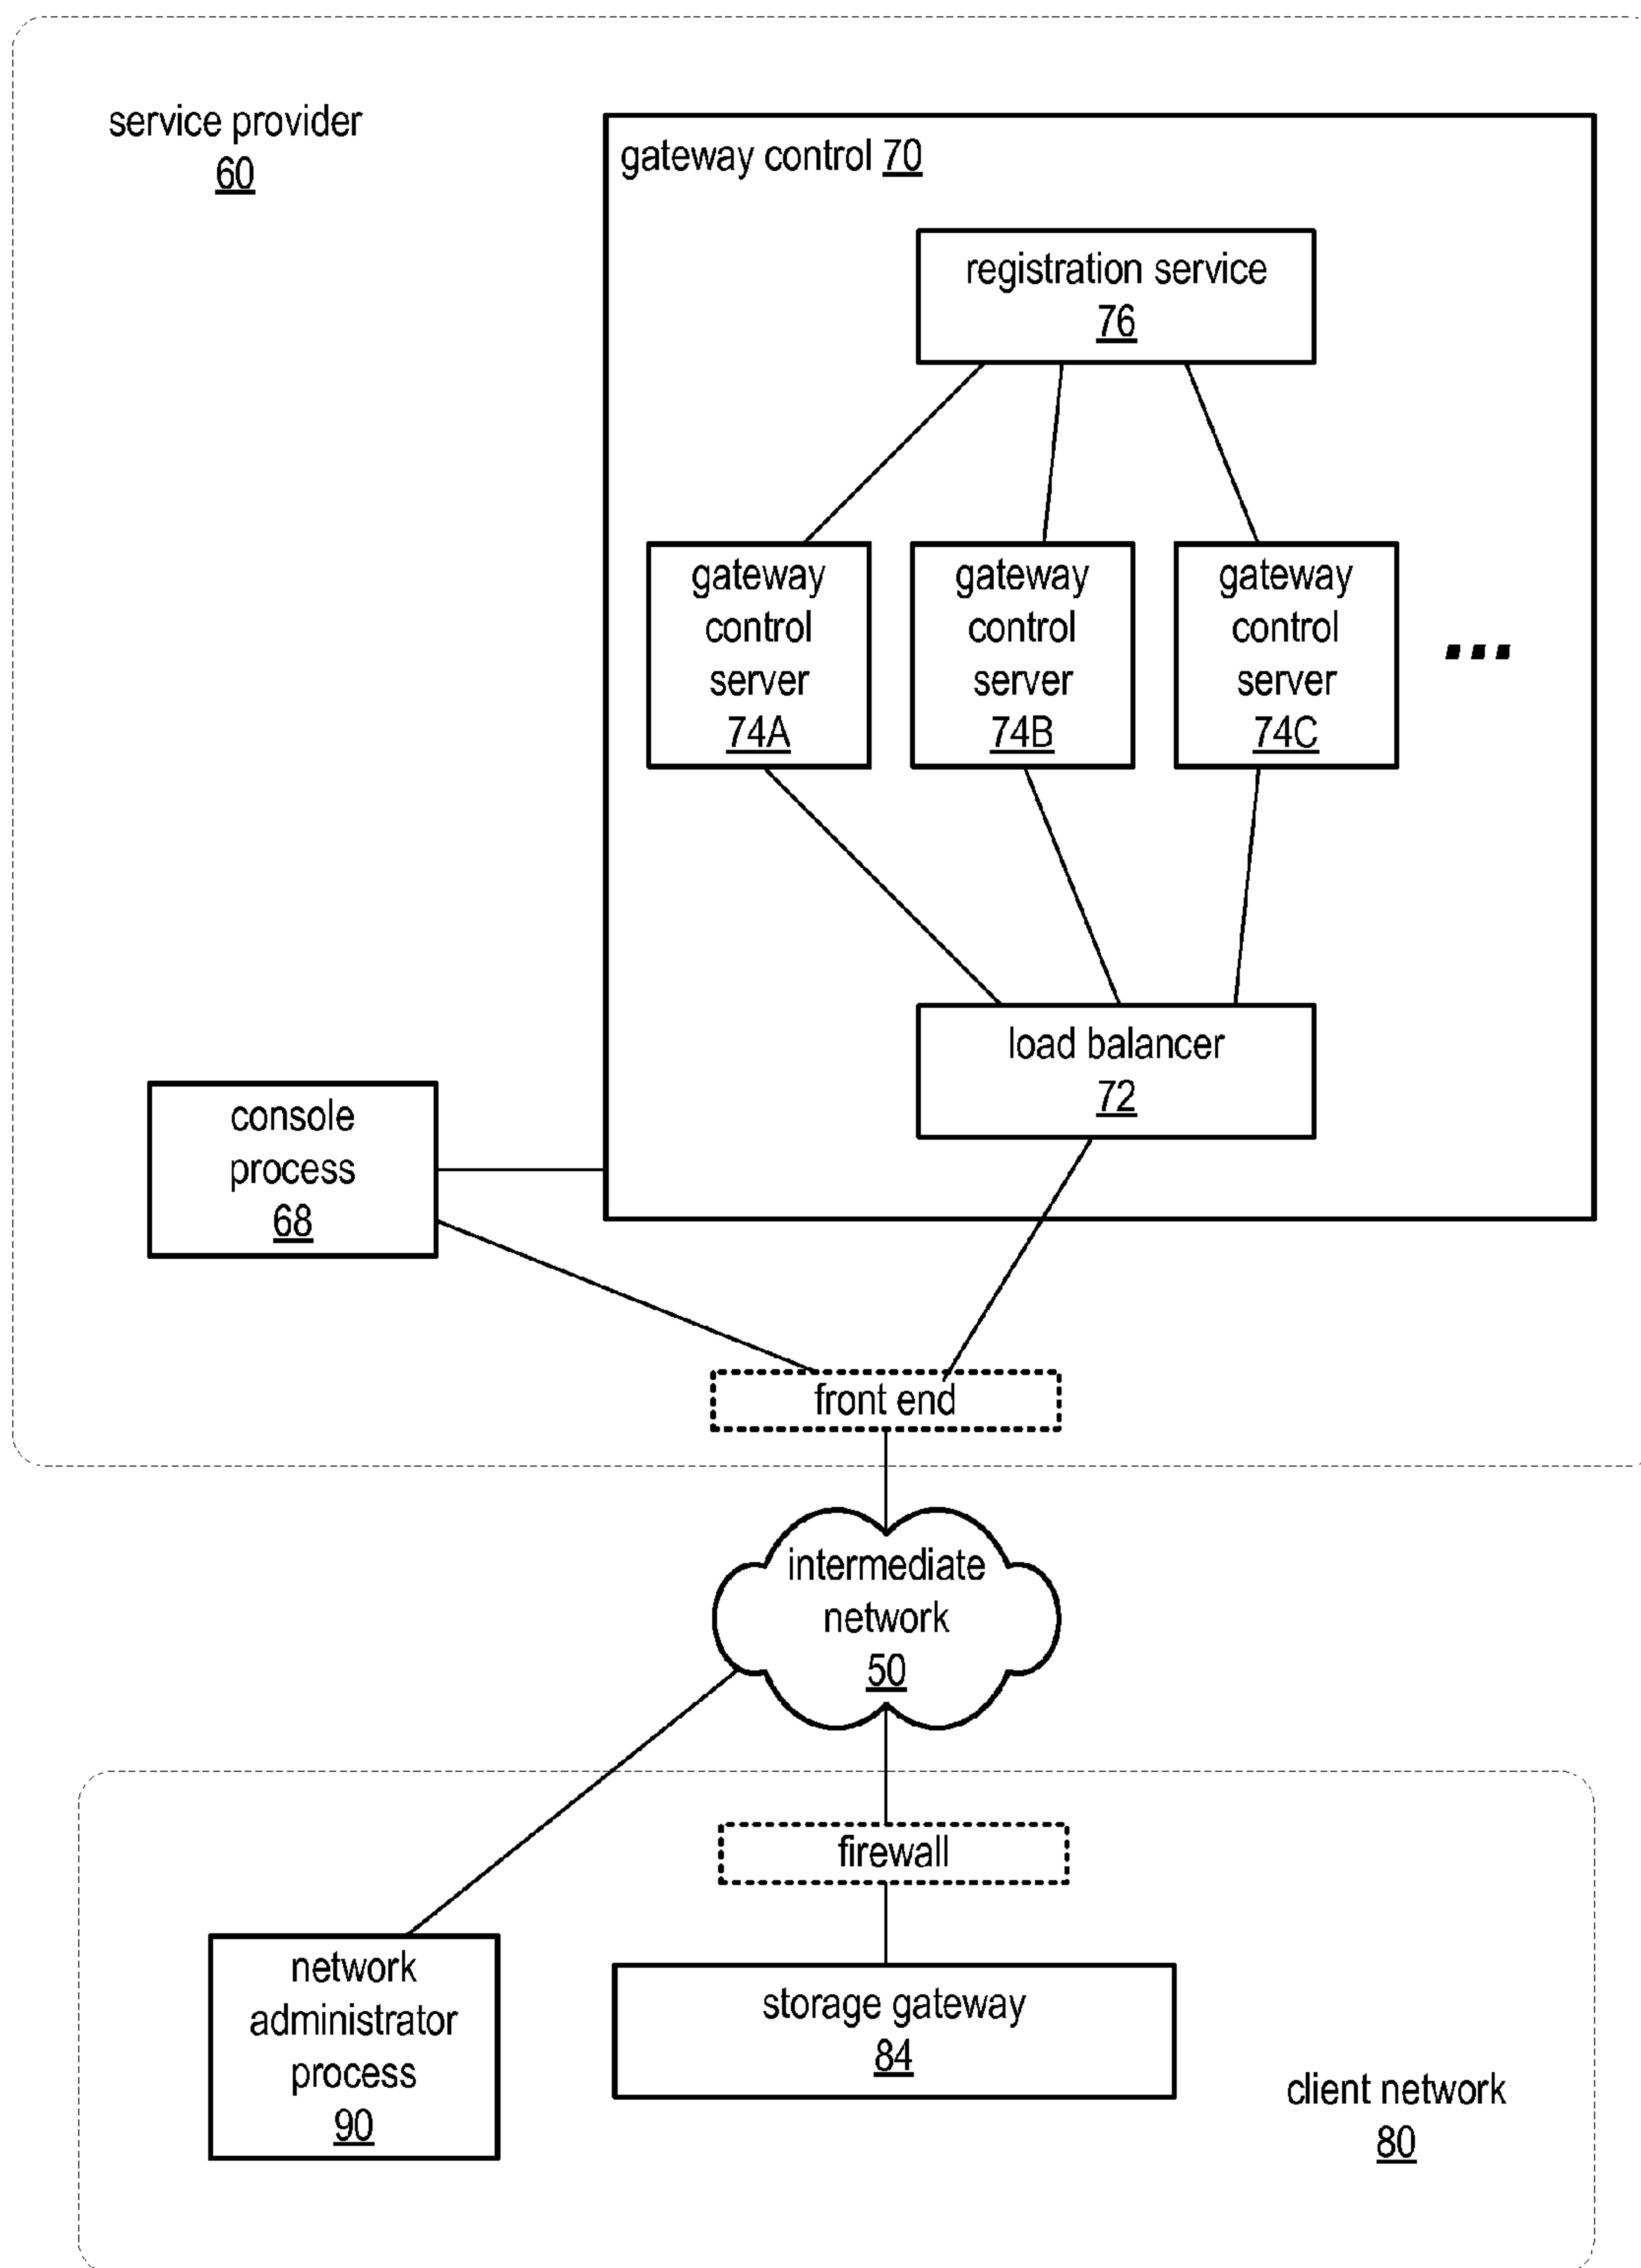 service provider
60
gateway control 70
registration service
76
gateway
control
server
74A
gateway
control
server
74B
gateway
control
server
74C
...
load balancer
72
console
process
68
front end
intermediate
network
50
firewall
network
administrator
process
90
storage gateway
84
client network
80